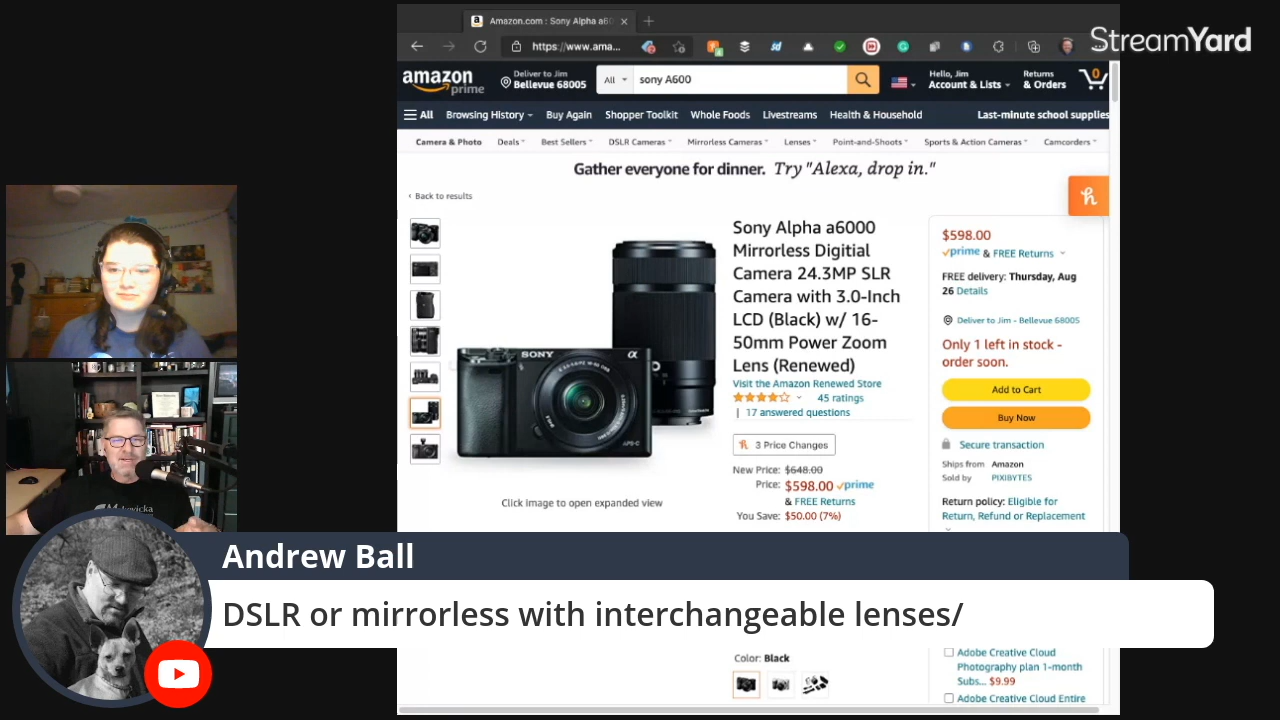 Amazon.com : Sony Alpha a60
https://www.ama...
StreamYard
amazon
prime
Deliver to Jim
Bellevue 68005
All
sony A600
Hello, Jim
Account & Lists
Returns
& Orders
0
All
Browsing History
Buy Again
Shopper Toolkit
Whole Foods
Livestreams
Health & Household
Last-minute school supplies
Camera & Photo
Deals
Best Sellers
DSLR Cameras
Mirrorless Cameras
Lenses
Point-and-Shoots
Sports & Action Cameras
Camcorders
Gather everyone for dinner. Try "Alexa, drop in."
‹ Back to results
SONY
α
APS-C
Click image to open expanded view
Sony Alpha a6000
Mirrorless Digitial
Camera 24.3MP SLR
Camera with 3.0-Inch
LCD (Black) w/ 16-
50mm Power Zoom
Lens (Renewed)
Visit the Amazon Renewed Store
45 ratings
| 17 answered questions
3 Price Changes
New Price: $648.00
Price: $598.00 prime
& FREE Returns
You Save: $50.00 (7%)
Color: Black
$598.00
prime & FREE Returns
FREE delivery: Thursday, Aug
26 Details
Deliver to Jim - Bellevue 68005
Only 1 left in stock -
order soon.
Add to Cart
Buy Now
Secure transaction
Ships from Amazon
Sold by PIXIBYTES
Return policy: Eligible for
Return, Refund or Replacement
Adobe Creative Cloud
Photography plan 1-month
Subs... $9.99
Adobe Creative Cloud Entire
Andrew Ball
DSLR or mirrorless with interchangeable lenses/